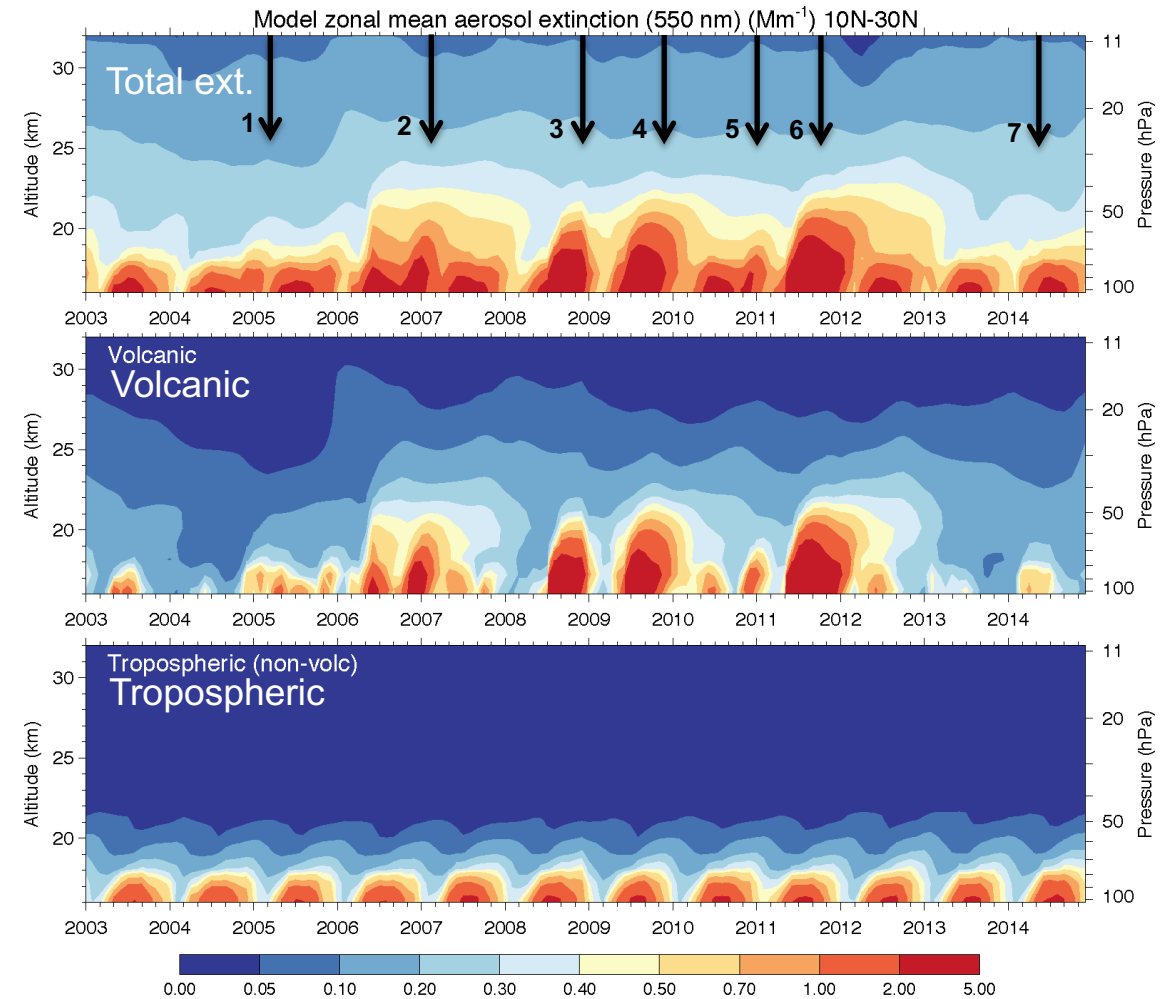 Model zonal mean aerosol extinction (550 nm) (Mm-1) 10N-30N
Total ext.
1 2 3 4 5 6 7
Altitude (km)
30
25
20
Pressure (hPa)
11
20
50
100
2003 2004 2005 2006 2007 2008 2009 2010 2011 2012 2013 2014
Volcanic
Volcanic
Altitude (km)
30
25
20
Pressure (hPa)
11
20
50
100
2003 2004 2005 2006 2007 2008 2009 2010 2011 2012 2013 2014
Tropospheric (non-volc)
Tropospheric
Altitude (km)
30
25
20
Pressure (hPa)
11
20
50
100
2003 2004 2005 2006 2007 2008 2009 2010 2011 2012 2013 2014
0.00 0.05 0.10 0.20 0.30 0.40 0.50 0.70 1.00 2.00 5.00